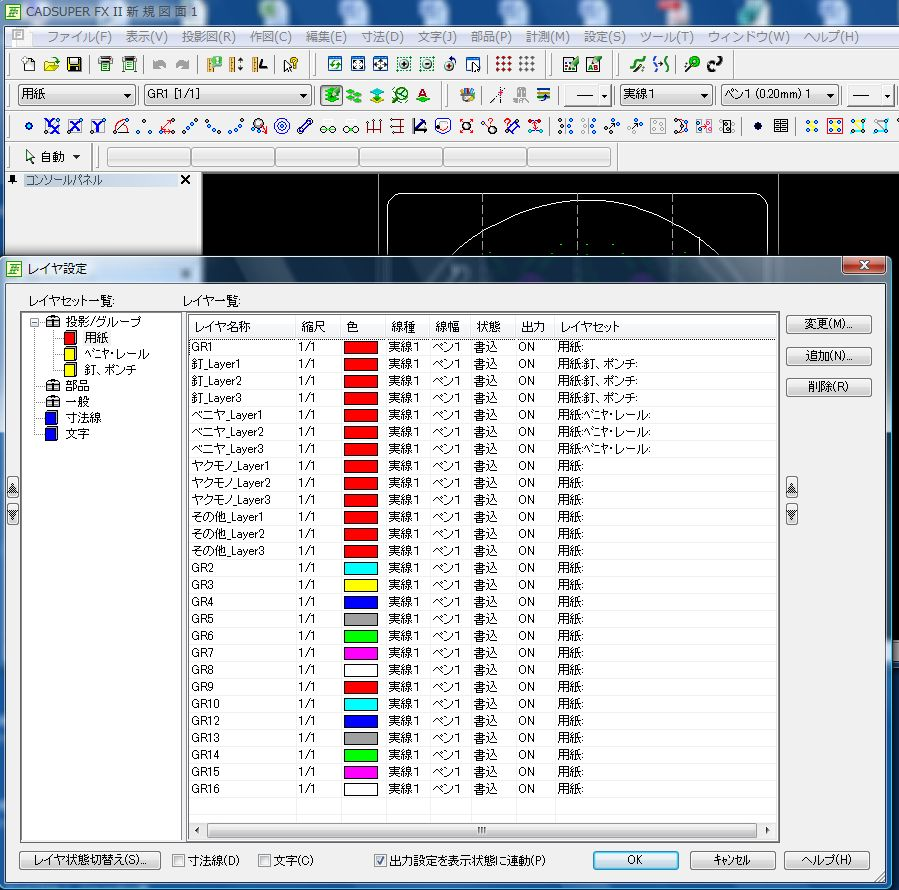 CADSUPER FX II 新 規 図 面 1
ファイル(F) 表示(V) 投影図(R) 作図(C) 編集(E) 寸法(D) 文字(J) 部品(P) 計測(M) 設定(S) ツール(T) ウィンドウ(W) ヘルプ(H)
用紙 GR1 [1/1] 実線1 ペン1 (0.20mm) 1
自動
コンソールパネル
レイヤ設定
レイヤセット一覧: レイヤ一覧:
投影/グループ
用紙
ベニヤ・レール
釘、ポンチ
部品
一般
寸法線
文字
レイヤ名称 縮尺 色 線種 線幅 状態 出力 レイヤセット
GR1 1/1 実線1 ペン1 書込 ON 用紙:
釘_Layer1 1/1 実線1 ペン1 書込 ON 用紙:釘、ポンチ:
釘_Layer2 1/1 実線1 ペン1 書込 ON 用紙:釘、ポンチ:
釘_Layer3 1/1 実線1 ペン1 書込 ON 用紙:釘、ポンチ:
ベニヤ_Layer1 1/1 実線1 ペン1 書込 ON 用紙:ベニヤ・レール:
ベニヤ_Layer2 1/1 実線1 ペン1 書込 ON 用紙:ベニヤ・レール:
ベニヤ_Layer3 1/1 実線1 ペン1 書込 ON 用紙:ベニヤ・レール:
ヤクモノ_Layer1 1/1 実線1 ペン1 書込 ON 用紙:
ヤクモノ_Layer2 1/1 実線1 ペン1 書込 ON 用紙:
ヤクモノ_Layer3 1/1 実線1 ペン1 書込 ON 用紙:
その他_Layer1 1/1 実線1 ペン1 書込 ON 用紙:
その他_Layer2 1/1 実線1 ペン1 書込 ON 用紙:
その他_Layer3 1/1 実線1 ペン1 書込 ON 用紙:
GR2 1/1 実線1 ペン1 書込 ON 用紙:
GR3 1/1 実線1 ペン1 書込 ON 用紙:
GR4 1/1 実線1 ペン1 書込 ON 用紙:
GR5 1/1 実線1 ペン1 書込 ON 用紙:
GR6 1/1 実線1 ペン1 書込 ON 用紙:
GR7 1/1 実線1 ペン1 書込 ON 用紙:
GR8 1/1 実線1 ペン1 書込 ON 用紙:
GR9 1/1 実線1 ペン1 書込 ON 用紙:
GR10 1/1 実線1 ペン1 書込 ON 用紙:
GR12 1/1 実線1 ペン1 書込 ON 用紙:
GR13 1/1 実線1 ペン1 書込 ON 用紙:
GR14 1/1 実線1 ペン1 書込 ON 用紙:
GR15 1/1 実線1 ペン1 書込 ON 用紙:
GR16 1/1 実線1 ペン1 書込 ON 用紙:
変更(M)...
追加(N)...
削除(R)
レイヤ状態切替え(S)... 寸法線(D) 文字(C) 出力設定を表示状態に連動(P) OK キャンセル ヘルプ(H)